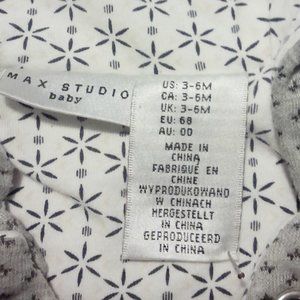 MAX STUDIO
baby
US: 3-6M
CA: 3-6M
UK: 3-6M
EU: 68
AU: 00
MADE IN
CHINA
FABRIQUE EN
CHINE
WYPRODUKOWANO
W CHINACH
HERGESTELLT
IN CHINA
GEPRODUCEERD
IN CHINA